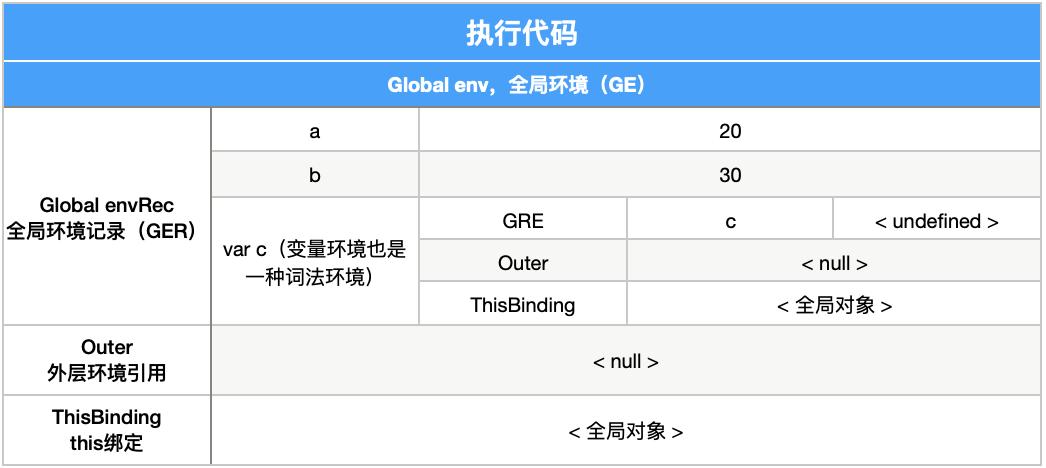 执行代码
Global env，全局环境（GE）
Global envRec
全局环境记录（GER）
a
20
b
30
var c（变量环境也是
一种词法环境）
GRE
c
< undefined >
Outer
< null >
ThisBinding
< 全局对象 >
Outer
外层环境引用
< null >
ThisBinding
this绑定
< 全局对象 >